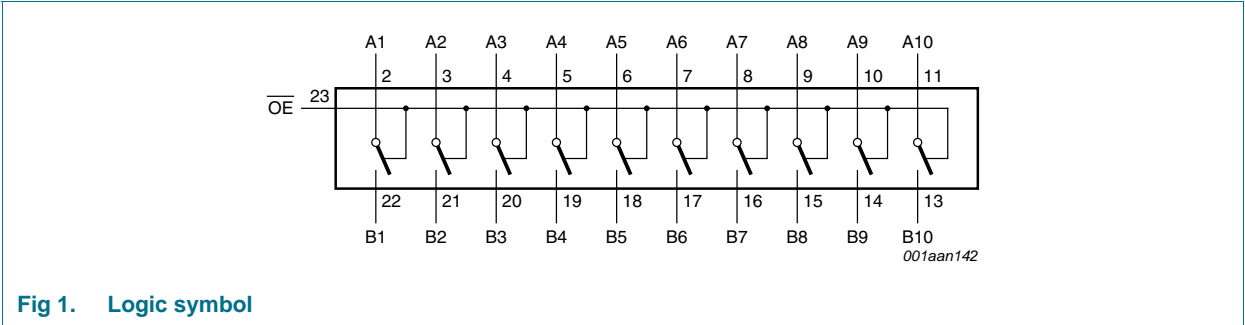 A1 A2 A3 A4 A5 A6 A7 A8 A9 A10
2 3 4 5 6 7 8 9 10 11
23
OE
22 21 20 19 18 17 16 15 14 13
B1 B2 B3 B4 B5 B6 B7 B8 B9 B10
001aan142
Fig 1. Logic symbol